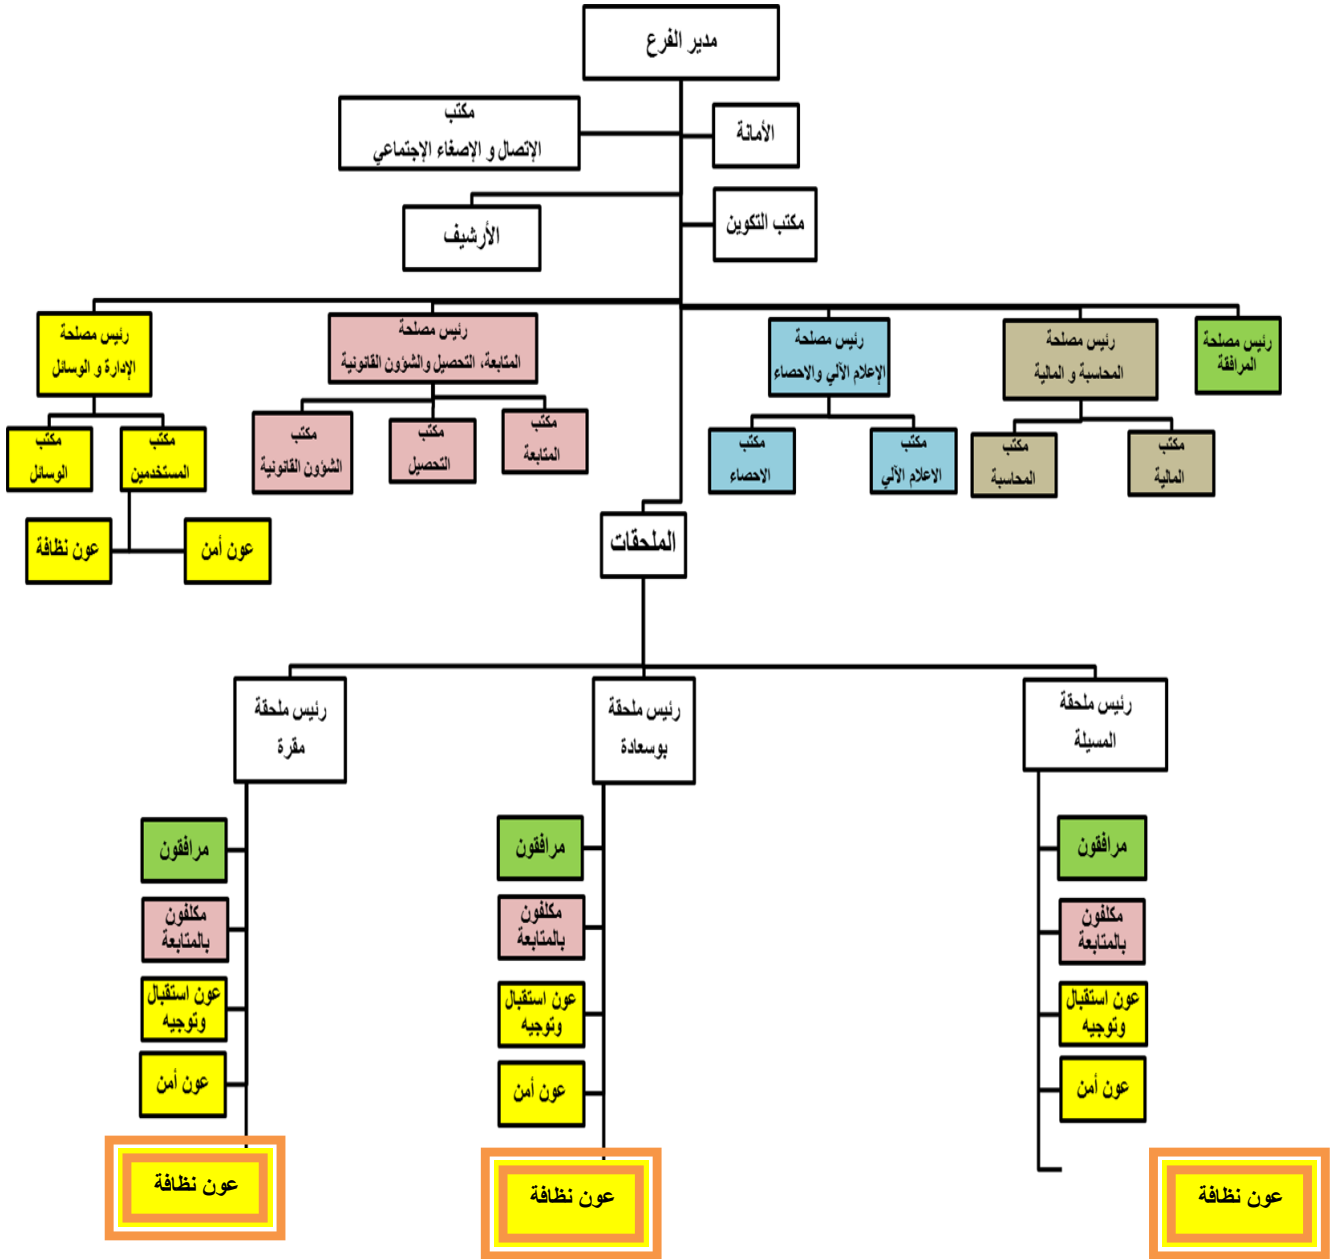 مدير الفرع
الأمانة
مكتب
الإتصال و الإصغاء الإجتماعي
مكتب التكوين
الأرشيف
رئيس مصلحة
المرافقة
رئيس مصلحة
المحاسبة و المالية
رئيس مصلحة
الإعلام الآلي والاحصاء
رئيس مصلحة
المتابعة، التحصيل والشؤون القانونية
رئيس مصلحة
الإدارة و الوسائل
مكتب
المالية
مكتب
المحاسبة
مكتب
الاعلام الآلي
مكتب
الاحصاء
مكتب
المتابعة
مكتب
التحصيل
مكتب
الشؤون القانونية
مكتب
المستخدمين
مكتب
الوسائل
عون أمن
عون نظافة
الملحقات
رئيس ملحقة
المسيلة
رئيس ملحقة
بوسعادة
رئيس ملحقة
مقرة
مرافقون
مكلفون
بالمتابعة
عون استقبال
وتوجيه
عون أمن
عون نظافة
مرافقون
مكلفون
بالمتابعة
عون استقبال
وتوجيه
عون أمن
عون نظافة
مرافقون
مكلفون
بالمتابعة
عون استقبال
وتوجيه
عون أمن
عون نظافة